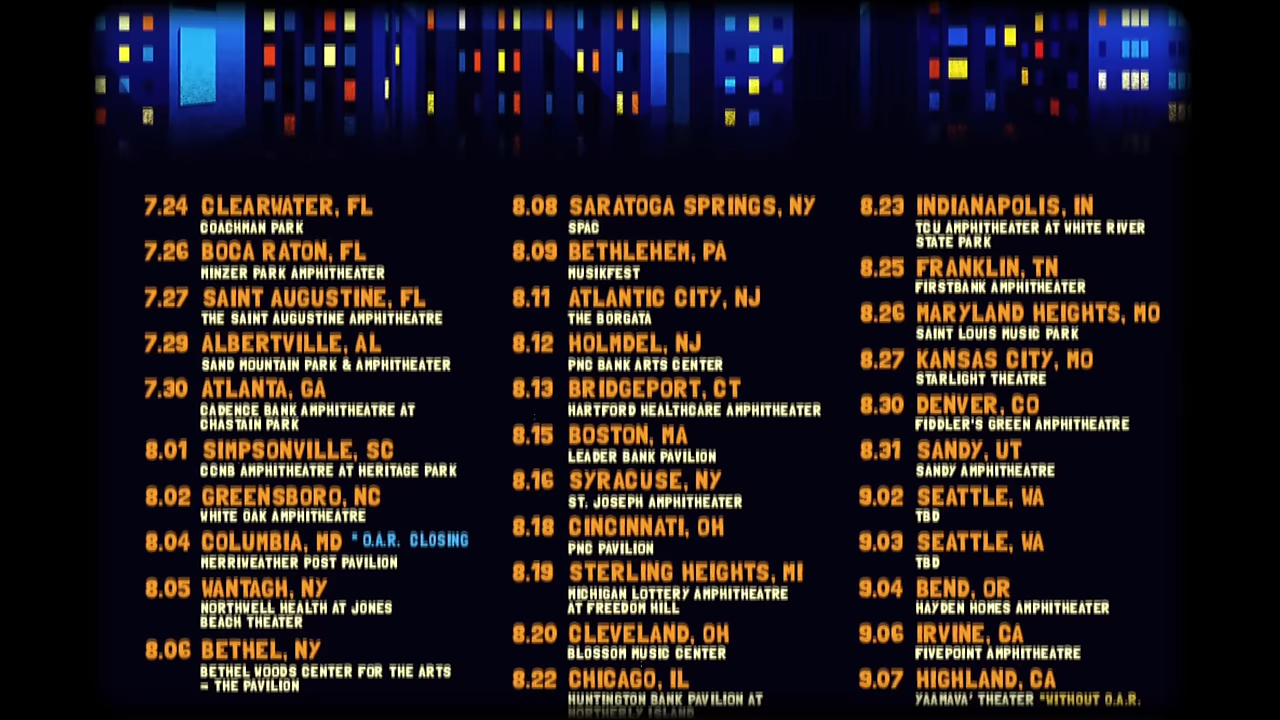 7.24 CLEARWATER, FL
COACHMAN PARK
7.26 BOCA RATON, FL
MINZER PARK AMPHITHEATER
7.27 SAINT AUGUSTINE, FL
THE SAINT AUGUSTINE AMPHITHEATRE
7.29 ALBERTVILLE, AL
SAND MOUNTAIN PARK & AMPHITHEATER
7.30 ATLANTA, GA
CADENCE BANK AMPHITHEATRE AT
CHASTAIN PARK
8.01 SIMPSONVILLE, SC
CCNB AMPHITHEATRE AT HERITAGE PARK
8.02 GREENSBORO, NC
WHITE OAK AMPHITHEATRE
8.04 COLUMBIA, MD * O.A.R. CLOSING
MERRIWEATHER POST PAVILION
8.05 WANTAGH, NY
NORTHWELL HEALTH AT JONES
BEACH THEATER
8.06 BETHEL, NY
BETHEL WOODS CENTER FOR THE ARTS
- THE PAVILION
8.08 SARATOGA SPRINGS, NY
SPAC
8.09 BETHLEHEM, PA
MUSIKFEST
8.11 ATLANTIC CITY, NJ
THE BORGATA
8.12 HOLMDEL, NJ
PNC BANK ARTS CENTER
8.13 BRIDGEPORT, CT
HARTFORD HEALTHCARE AMPHITHEATER
8.15 BOSTON, MA
LEADER BANK PAVILION
8.16 SYRACUSE, NY
ST. JOSEPH AMPHITHEATER
8.18 CINCINNATI, OH
PNC PAVILION
8.19 STERLING HEIGHTS, MI
MICHIGAN LOTTERY AMPHITHEATRE
AT FREEDOM HILL
8.20 CLEVELAND, OH
BLOSSOM MUSIC CENTER
8.22 CHICAGO, IL
HUNTINGTON BANK PAVILION AT
NORTHERLY ISLAND
8.23 INDIANAPOLIS, IN
TCU AMPHITHEATER AT WHITE RIVER
STATE PARK
8.25 FRANKLIN, TN
FIRSTBANK AMPHITHEATER
8.26 MARYLAND HEIGHTS, MO
SAINT LOUIS MUSIC PARK
8.27 KANSAS CITY, MO
STARLIGHT THEATRE
8.30 DENVER, CO
FIDDLER'S GREEN AMPHITHEATRE
8.31 SANDY, UT
SANDY AMPHITHEATRE
9.02 SEATTLE, WA
TBD
9.03 SEATTLE, WA
TBD
9.04 BEND, OR
HAYDEN HOMES AMPHITHEATER
9.06 IRVINE, CA
FIVEPOINT AMPHITHEATRE
9.07 HIGHLAND, CA
YAAMAVA' THEATER *WITHOUT O.A.R.